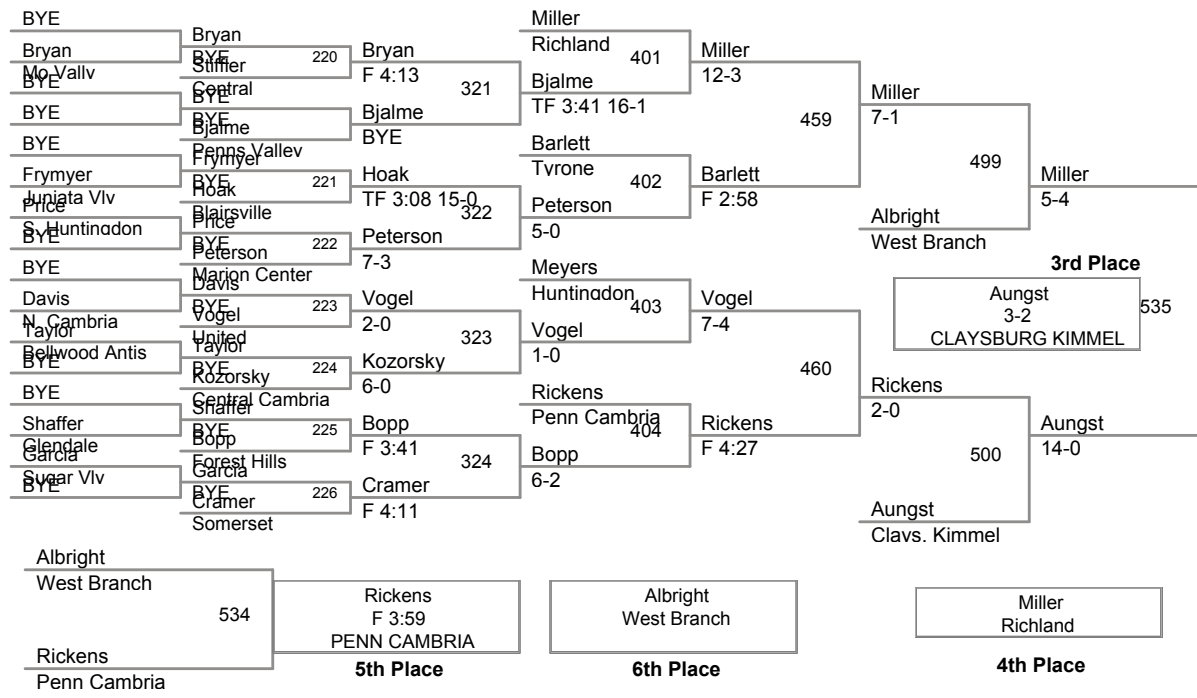 BYE
Bryan
Mo Vally
BYE
BYE
BYE
Frymyer
Juniata Vlv
Price
S. Huntingdon
BYE
BYE
Davis
N. Cambria
Taylor
Bellwood Antis
BYE
BYE
Shaffer
Glendale
Garcia
Sugar Vlv
BYE
Bryan
BYE
220
Stiffler
Central
BYE
Bjalme
Penns Valley
Frymyer
BYE
221
Hoak
Blairsville
Price
BYE
222
Peterson
Marion Center
Davis
BYE
223
Vogel
United
Taylor
BYE
224
Kozorsky
Central Cambria
Shaffer
BYE
225
Bopp
Forest Hills
Garcia
BYE
226
Cramer
Somerset
Bryan
F 4:13
321
Bjalme
BYE
Hoak
TF 3:08 15-0
322
Peterson
7-3
Vogel
2-0
323
Kozorsky
6-0
Bopp
F 3:41
324
Cramer
F 4:11
Miller
Richland
401
Bjalme
TF 3:41 16-1
Barlett
Tyrone
402
Peterson
5-0
Meyers
Huntingdon
403
Vogel
1-0
Rickens
Penn Cambria
404
Bopp
6-2
Miller
12-3
459
Barlett
F 2:58
Vogel
7-4
460
Rickens
F 4:27
Miller
7-1
499
Albright
West Branch
Rickens
2-0
500
Aungst
Clays. Kimmel
Miller
5-4
3rd Place
Aungst
3-2
CLAYSBURG KIMMEL
535
Aungst
14-0
Albright
West Branch
534
Rickens
Penn Cambria
Rickens
F 3:59
PENN CAMBRIA
5th Place
Albright
West Branch
6th Place
Miller
Richland
4th Place